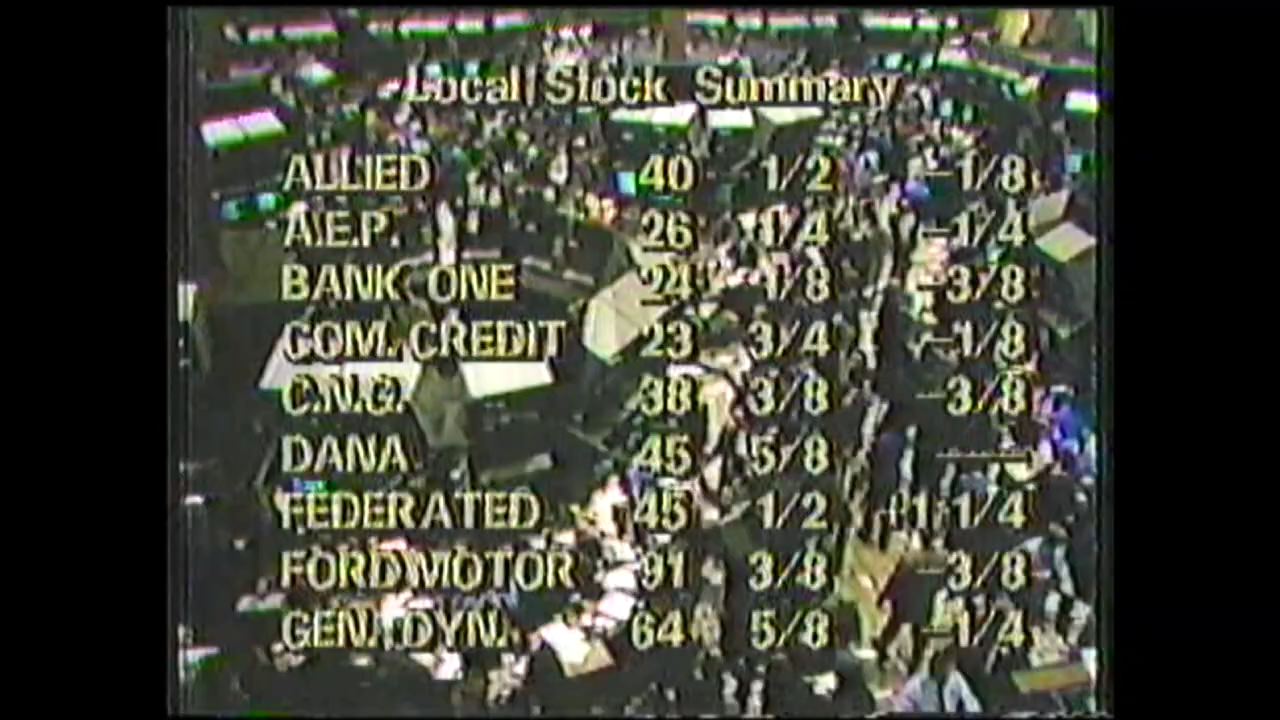 Local Stock Summary
ALLIED 40 1/2 -1/8
A.E.P. 26 1/4 -1/4
BANK ONE 24 1/8 -3/8
COM. CREDIT 23 3/4 -1/8
C.N.G. 38 3/8 -3/8
DANA 45 5/8 ------
FEDERATED 45 1/2 +1 1/4
FORD MOTOR 91 3/8 -3/8
GEN. DYN. 64 5/8 -1/4